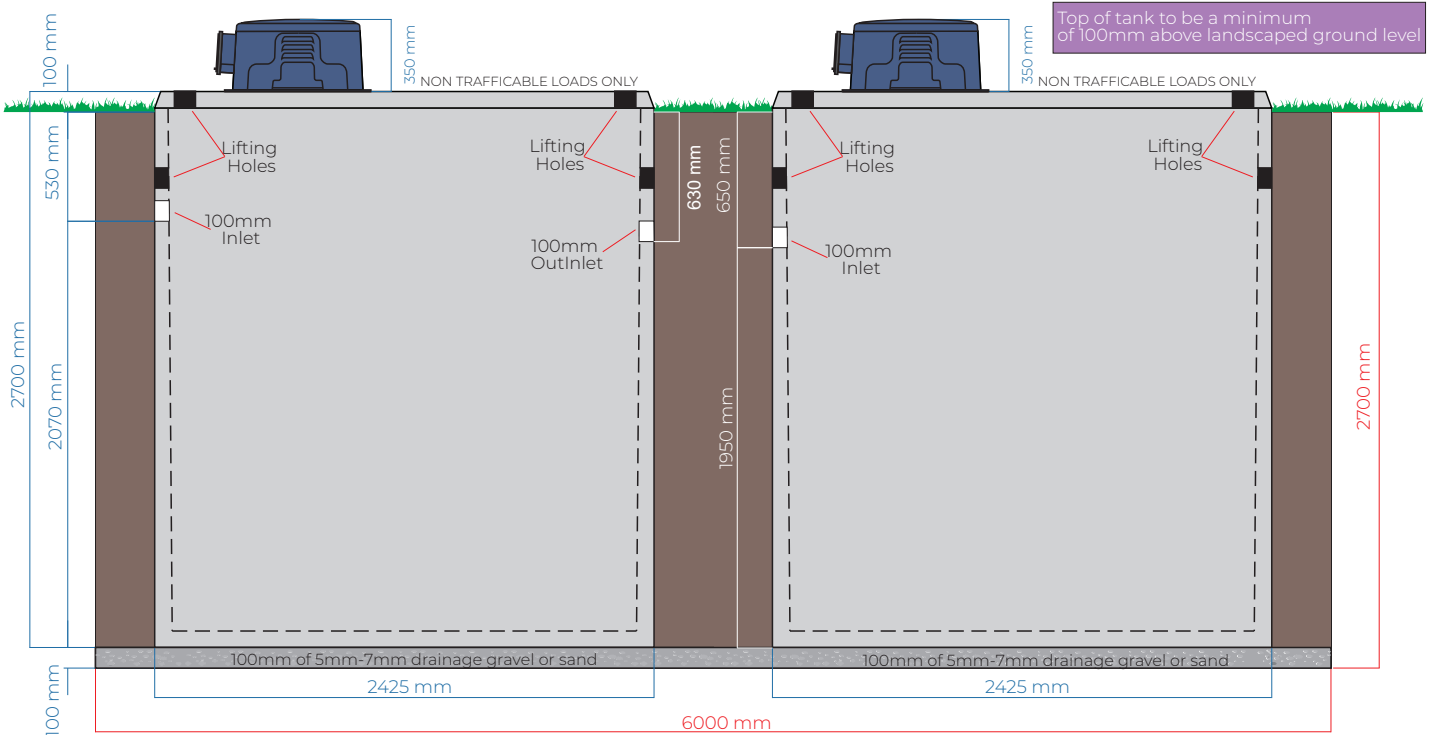 Top of tank to be a minimum
of 100mm above landscaped ground level
100 mm
350 mm
NON TRAFFICABLE LOADS ONLY
350 mm
NON TRAFFICABLE LOADS ONLY
530 mm
Lifting
Holes
Lifting
Holes
630 mm
650 mm
Lifting
Holes
Lifting
Holes
100mm
Inlet
100mm
OutInlet
100mm
Inlet
2700 mm
2070 mm
1950 mm
2700 mm
100mm of 5mm-7mm drainage gravel or sand
100mm of 5mm-7mm drainage gravel or sand
100 mm
2425 mm
2425 mm
6000 mm